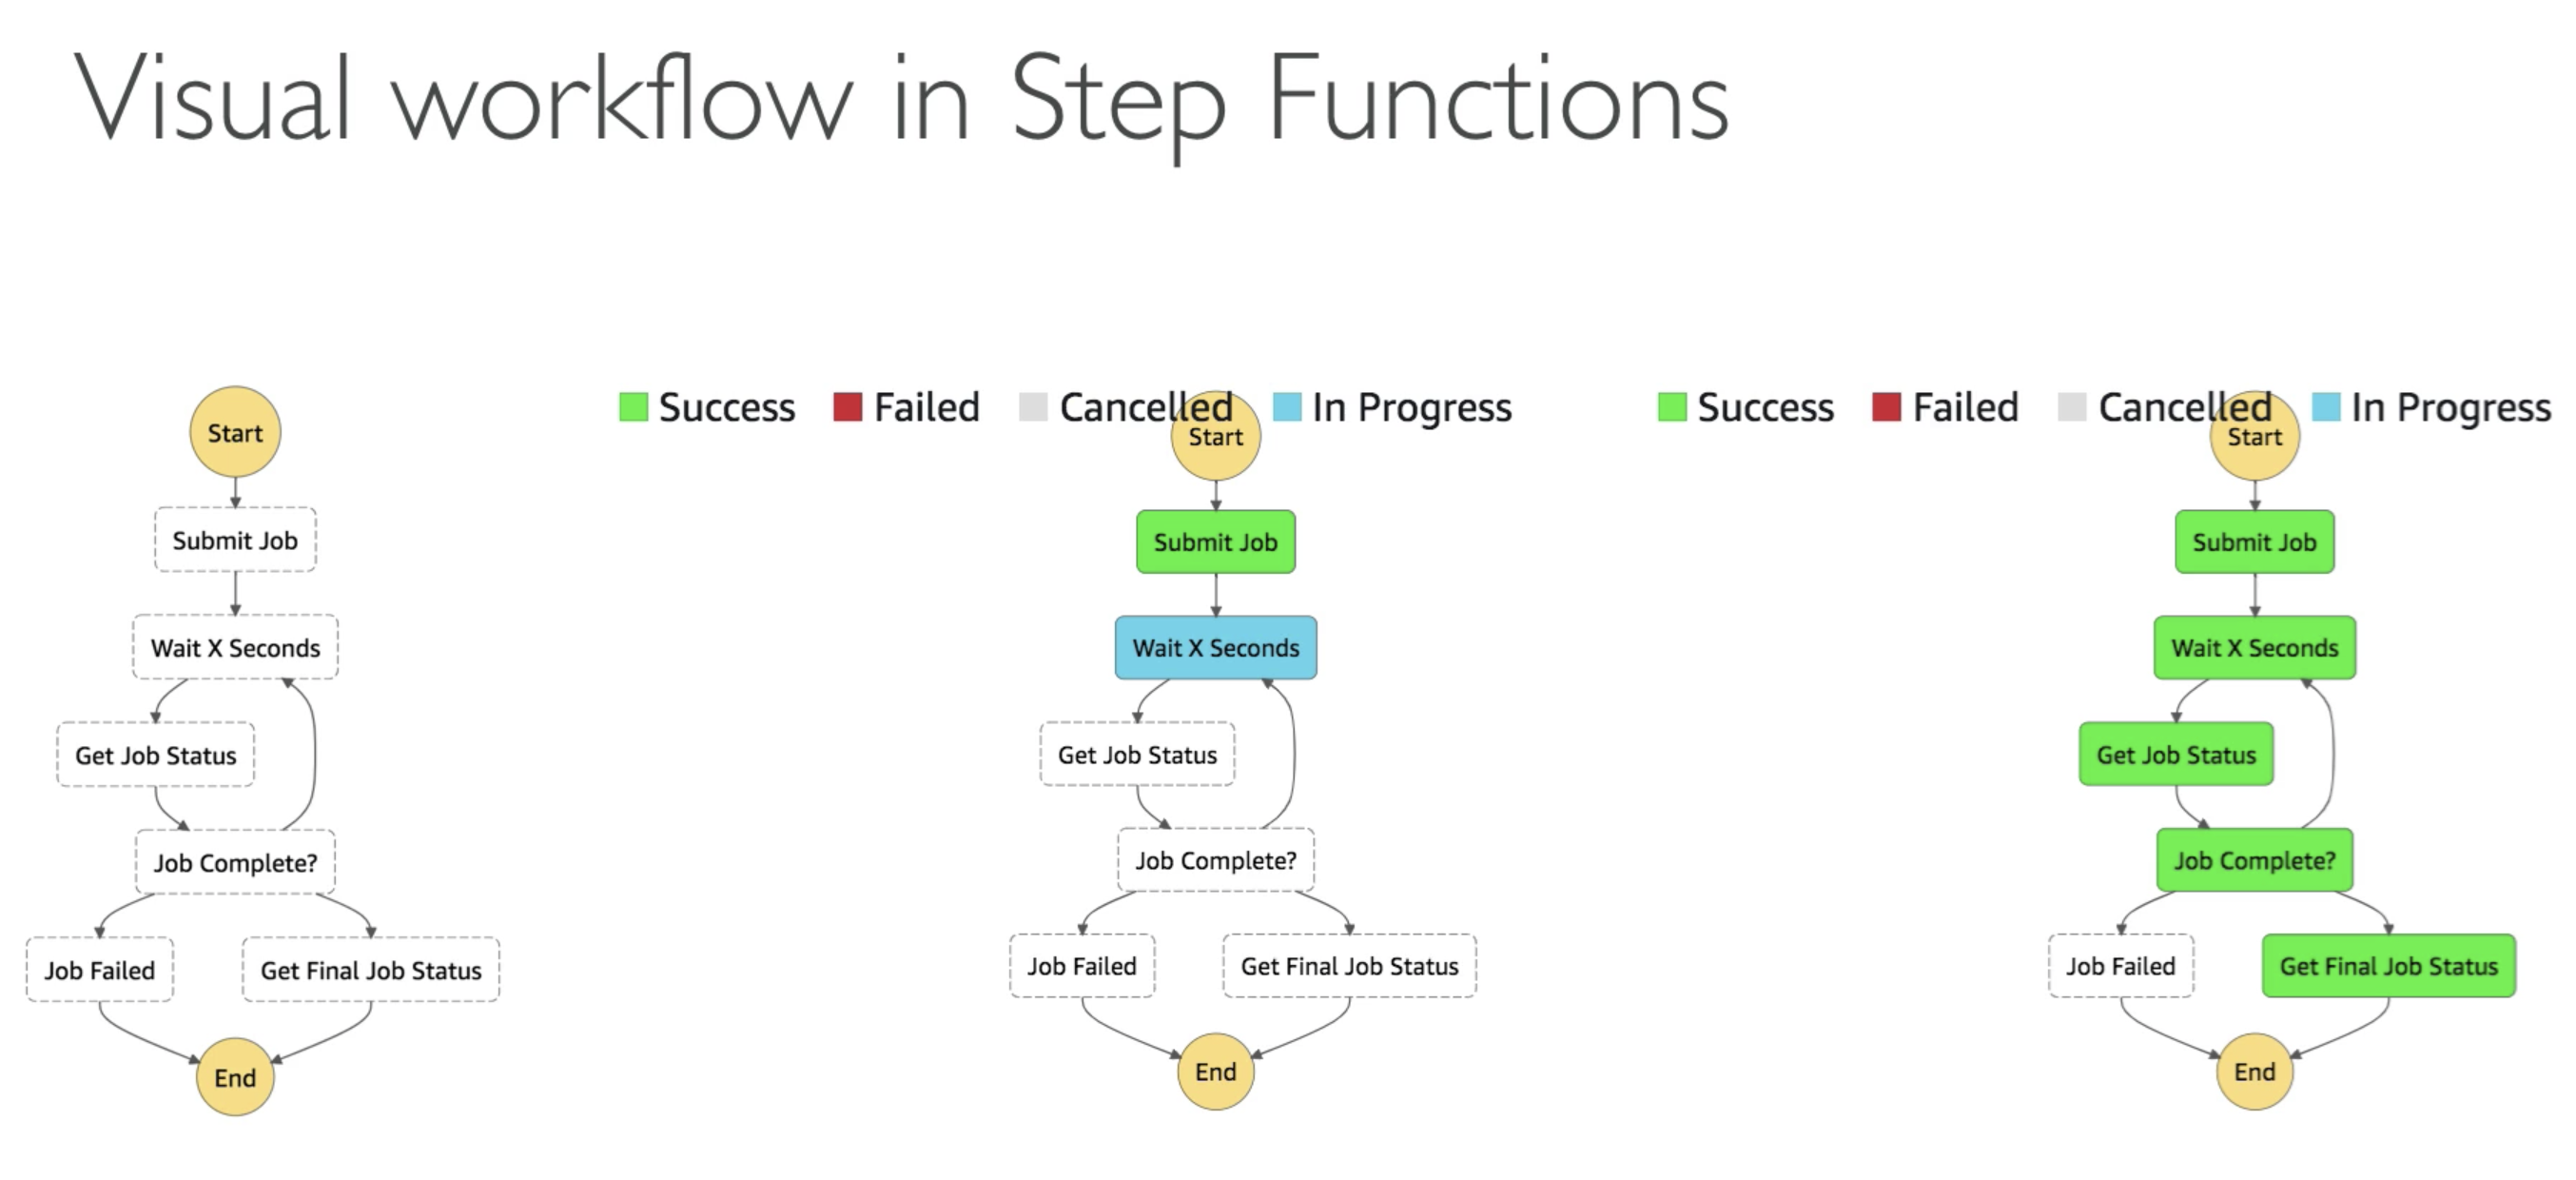 Visual workflow in Step Functions
Start
Submit Job
Wait X Seconds
Get Job Status
Job Complete?
Job Failed
Get Final Job Status
End
Success
Failed
Cancelled
In Progress
Start
Submit Job
Wait X Seconds
Get Job Status
Job Complete?
Job Failed
Get Final Job Status
End
Success
Failed
Cancelled
In Progress
Start
Submit Job
Wait X Seconds
Get Job Status
Job Complete?
Job Failed
Get Final Job Status
End